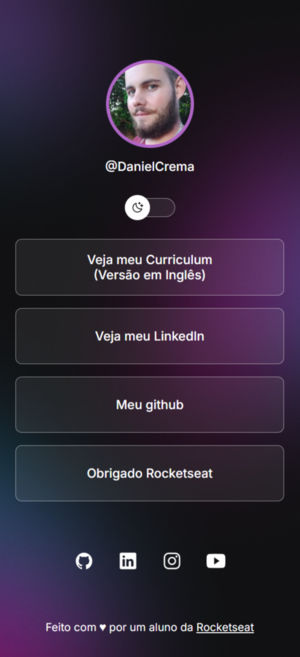 @DanielCrema
Veja meu Curriculum
(Versão em Inglês)
Veja meu LinkedIn
Meu github
Obrigado Rocketseat
Feito com ♥ por um aluno da Rocketseat